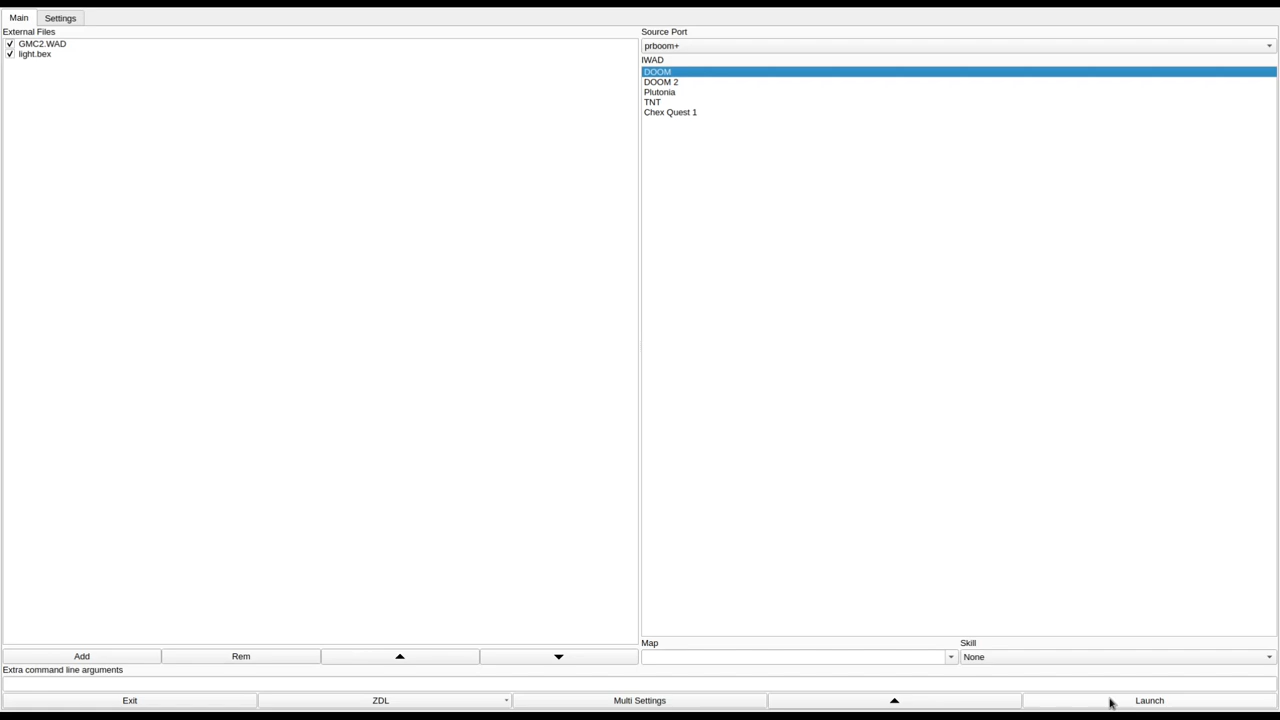 Main Settings
External Files
GMC2.WAD
light.bex
Source Port
prboom+
IWAD
DOOM
DOOM 2
Plutonia
TNT
Chex Quest 1
Add Rem
Map Skill
None
Extra command line arguments
Exit ZDL Multi Settings Launch